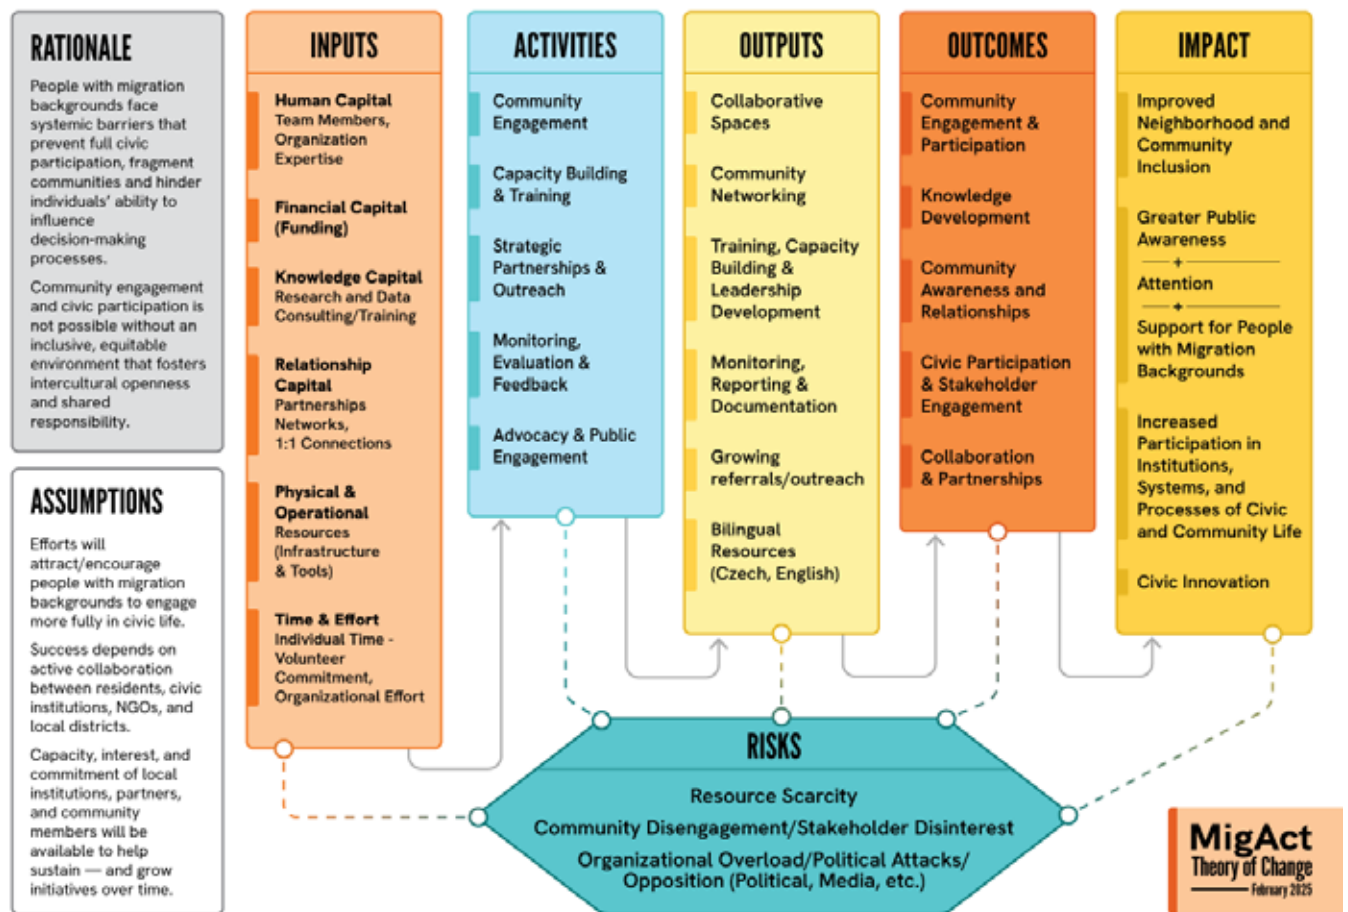 RATIONALE
People with migration
backgrounds face
systemic barriers that
prevent full civic
participation, fragment
communities and hinder
individuals' ability to
influence
decision-making
processes.
Community engagement
and civic participation is
not possible without an
inclusive, equitable
environment that fosters
intercultural openness
and shared
responsibility.
ASSUMPTIONS
Efforts will
attract/encourage
people with migration
backgrounds to engage
more fully in civic life.
Success depends on
active collaboration
between residents, civic
institutions, NGOs, and
local districts.
Capacity, interest, and
commitment of local
institutions, partners,
and community
members will be
available to help
sustain — and grow
initiatives over time.
INPUTS
Human Capital
Team Members,
Organization
Expertise
Financial Capital
(Funding)
Knowledge Capital
Research and Data
Consulting/Training
Relationship
Capital
Partnerships
Networks,
1:1 Connections
Physical &
Operational
Resources
(Infrastructure
& Tools)
Time & Effort
Individual Time -
Volunteer
Commitment,
Organizational Effort
ACTIVITIES
Community
Engagement
Capacity Building
& Training
Strategic
Partnerships &
Outreach
Monitoring,
Evaluation &
Feedback
Advocacy & Public
Engagement
OUTPUTS
Collaborative
Spaces
Community
Networking
Training, Capacity
Building &
Leadership
Development
Monitoring,
Reporting &
Documentation
Growing
referrals/outreach
Bilingual
Resources
(Czech, English)
OUTCOMES
Community
Engagement &
Participation
Knowledge
Development
Community
Awareness and
Relationships
Civic Participation
& Stakeholder
Engagement
Collaboration
& Partnerships
IMPACT
Improved
Neighborhood and
Community
Inclusion
Greater Public
Awareness
+
Attention
+
Support for People
with Migration
Backgrounds
Increased
Participation in
Institutions,
Systems, and
Processes of Civic
and Community Life
Civic Innovation
RISKS
Resource Scarcity
Community Disengagement/Stakeholder Disinterest
Organizational Overload/Political Attacks/
Opposition (Political, Media, etc.)
MigAct
Theory of Change
February 2025